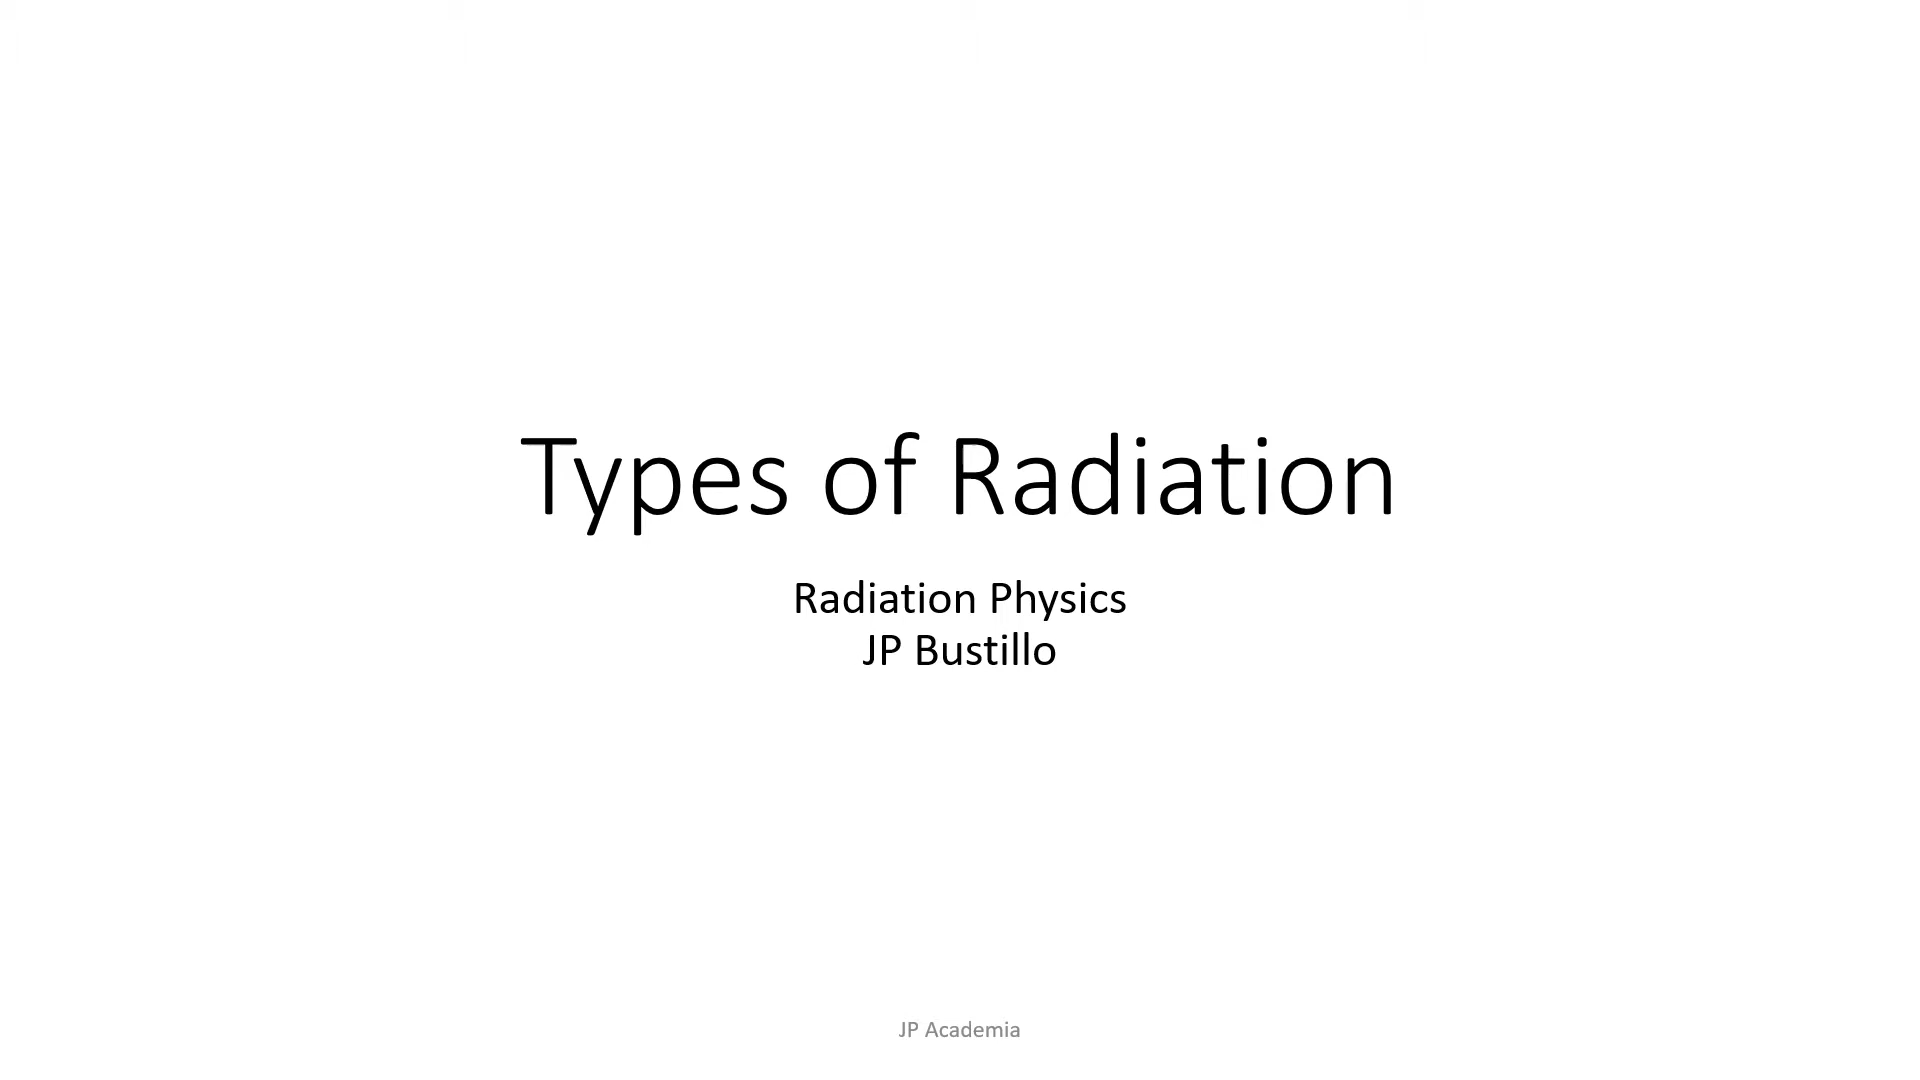 Types of Radiation
Radiation Physics
JP Bustillo
JP Academia